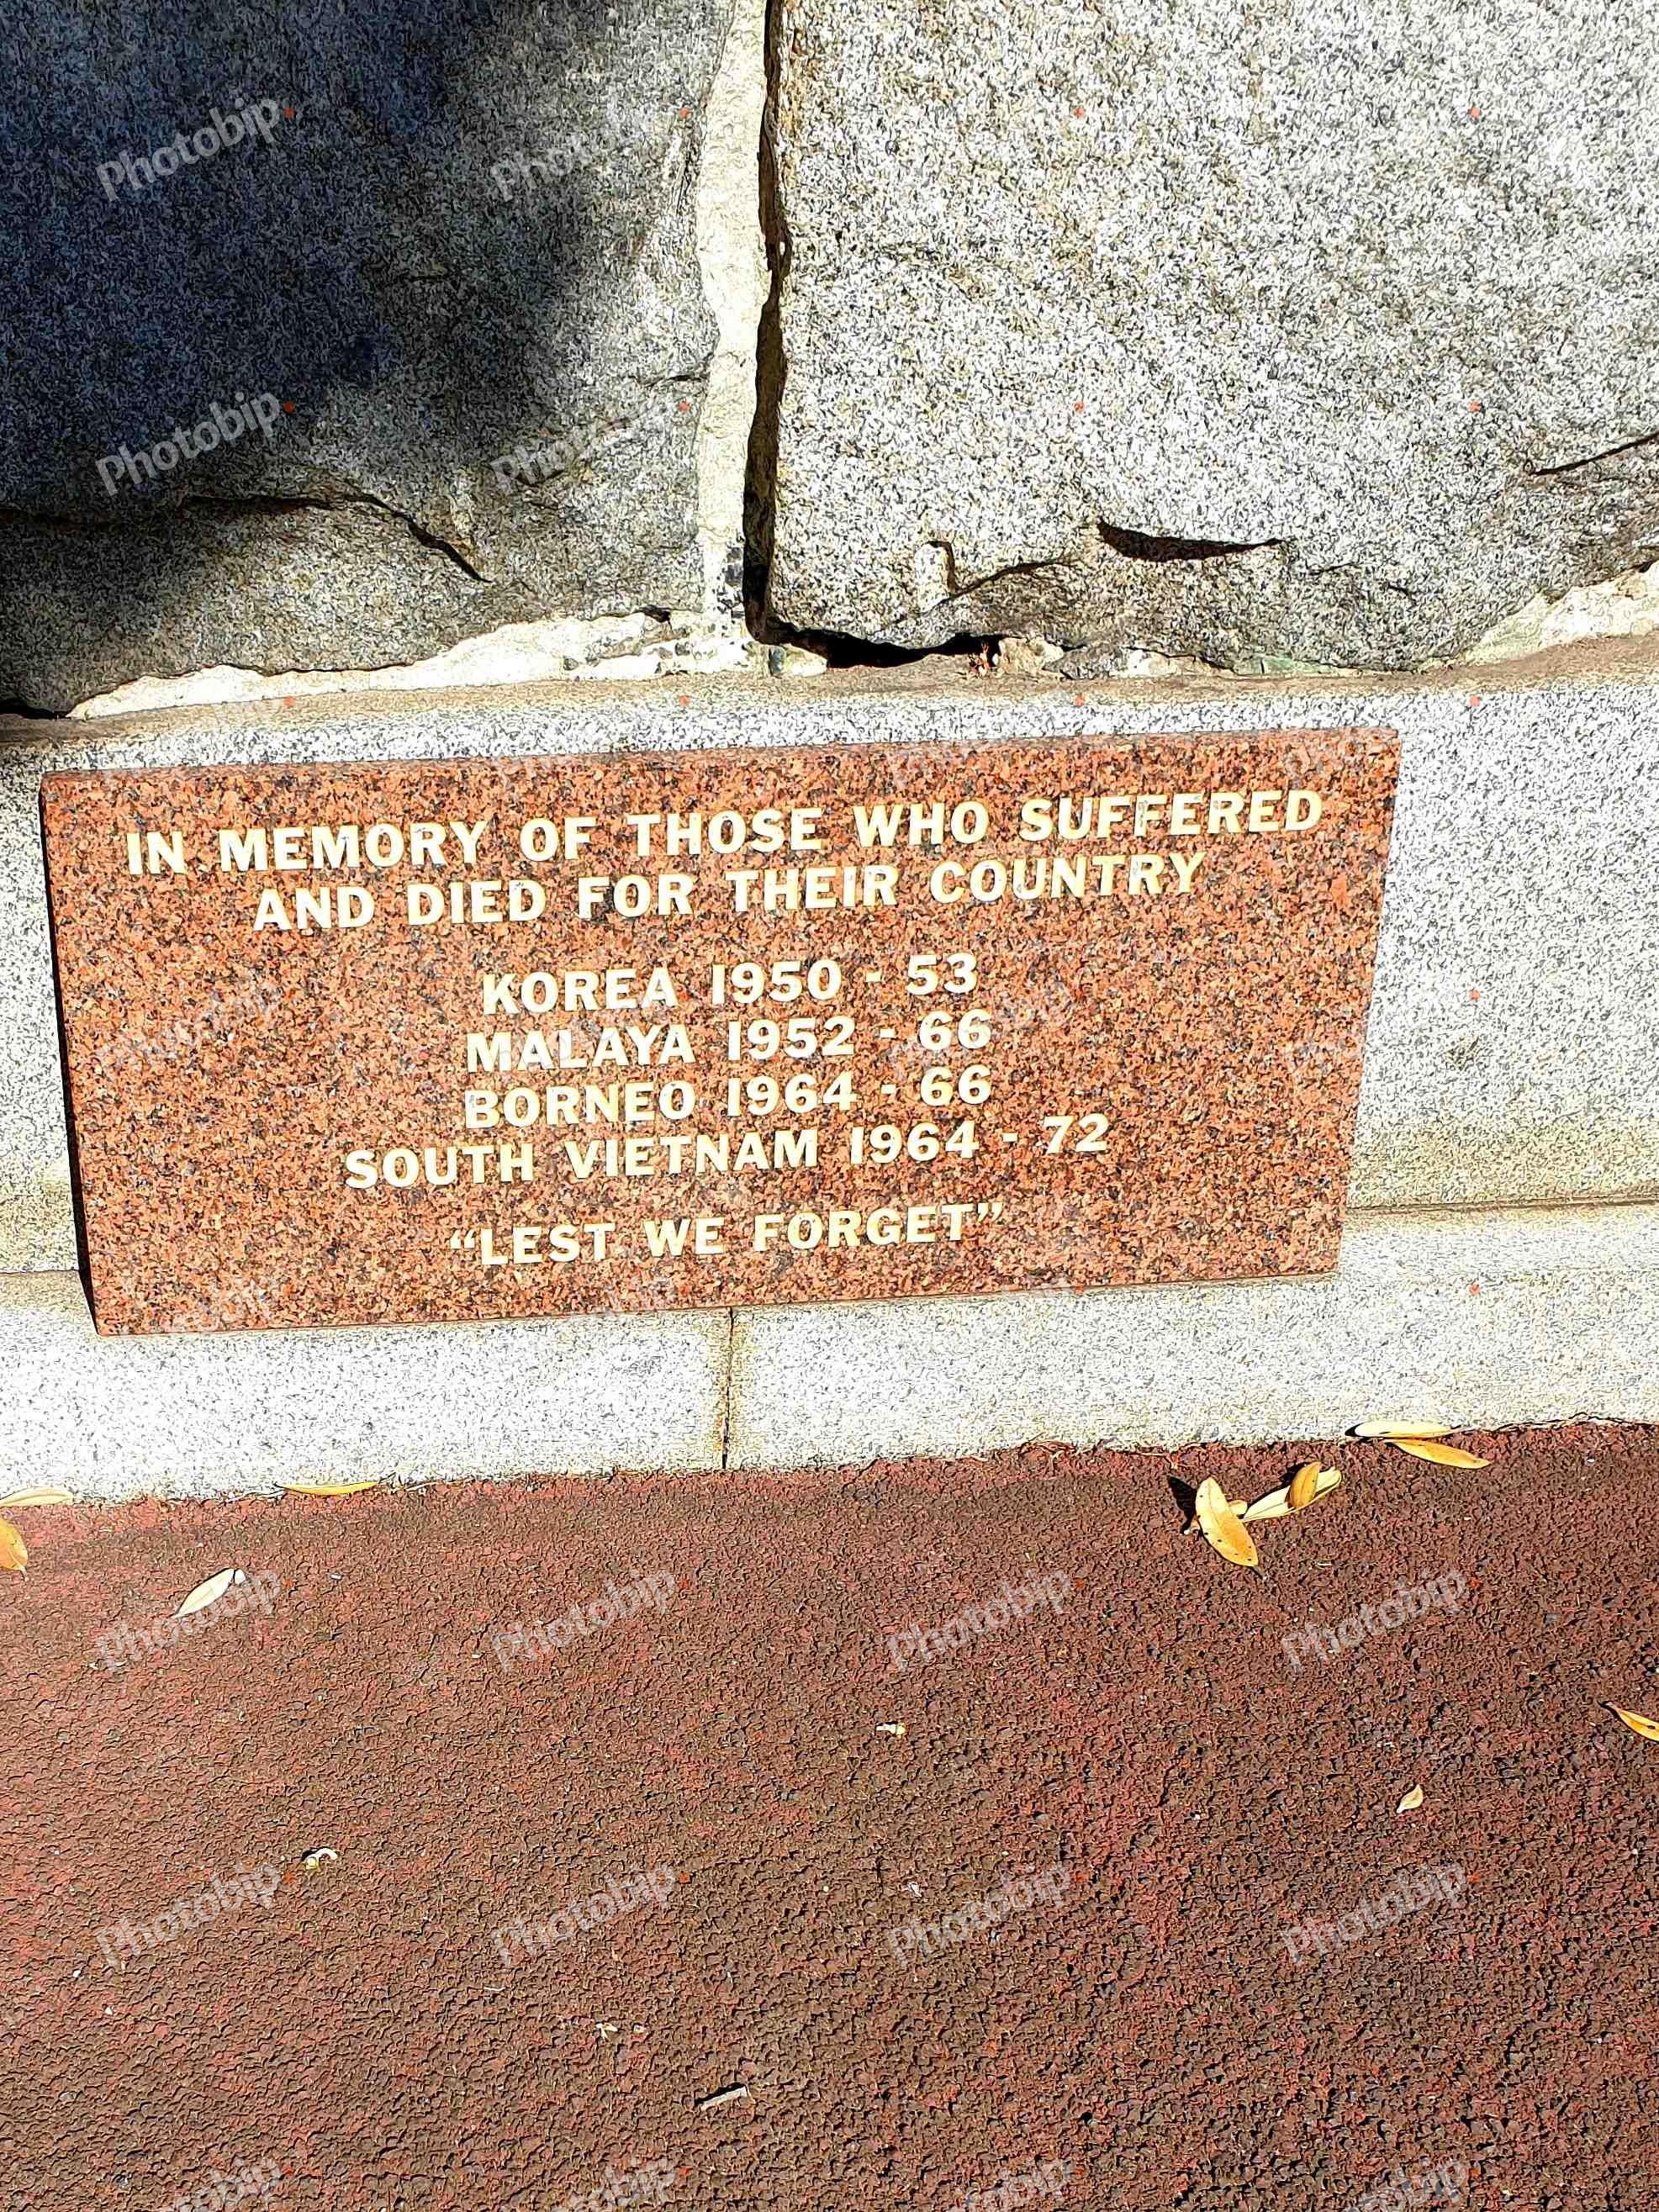 IN MEMORY OF THOSE WHO SUFFERED
AND DIED FOR THEIR COUNTRY
KOREA 1950 - 53
MALAYA 1952 - 66
BORNEO 1964 - 66
SOUTH VIETNAM 1964 - 72
“LEST WE FORGET”
Photobip